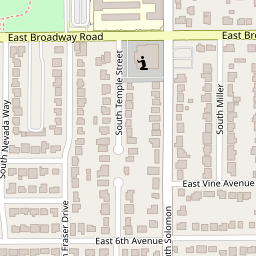 East Broadway Road
East Bro
South Temple Street
South Nevada Way
South Miller
East Vine Avenue
Fraser Drive
South Solomon
East 6th Avenue